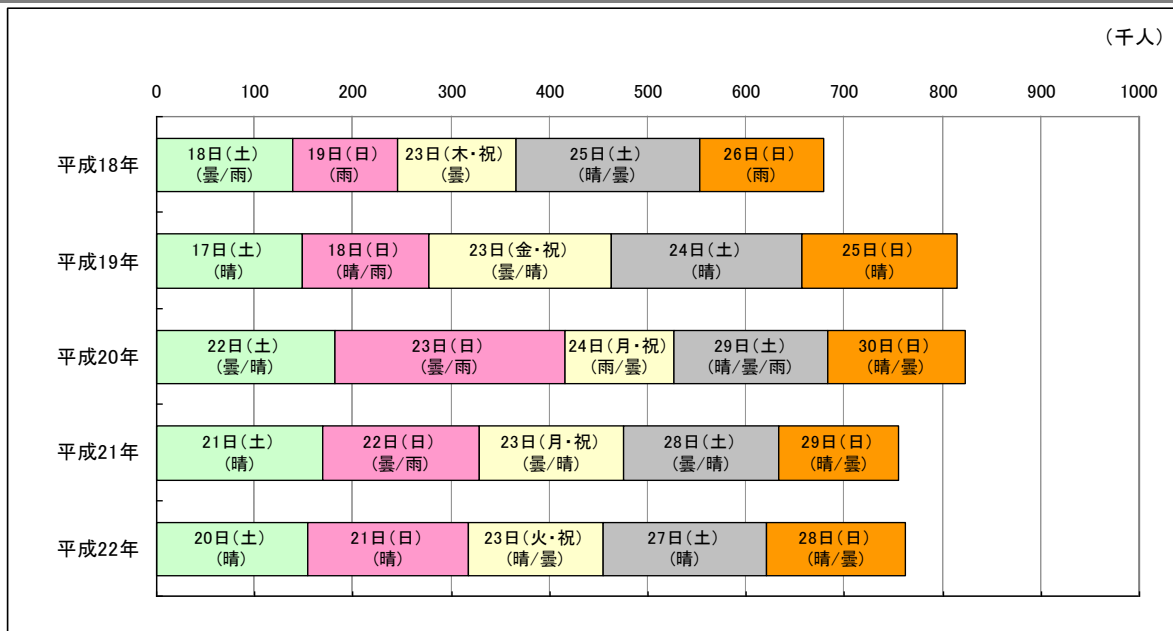 （千人）
0 100 200 300 400 500 600 700 800 900 1000
平成18年
18日（土） 19日（日） 23日（木・祝） 25日（土） 26日（日）
（曇/雨） （雨） （曇） （晴/曇） （雨）
平成19年
17日（土） 18日（日） 23日（金・祝） 24日（土） 25日（日）
（晴） （晴/雨） （曇/晴） （晴） （晴）
平成20年
22日（土） 23日（日） 24日（月・祝） 29日（土） 30日（日）
（曇/晴） （曇/雨） （雨/曇） （晴/曇/雨） （晴/曇）
平成21年
21日（土） 22日（日） 23日（月・祝） 28日（土） 29日（日）
（晴） （曇/雨） （曇/晴） （曇/晴） （晴/曇）
平成22年
20日（土） 21日（日） 23日（火・祝） 27日（土） 28日（日）
（晴） （晴） （晴/曇） （晴） （晴/曇）